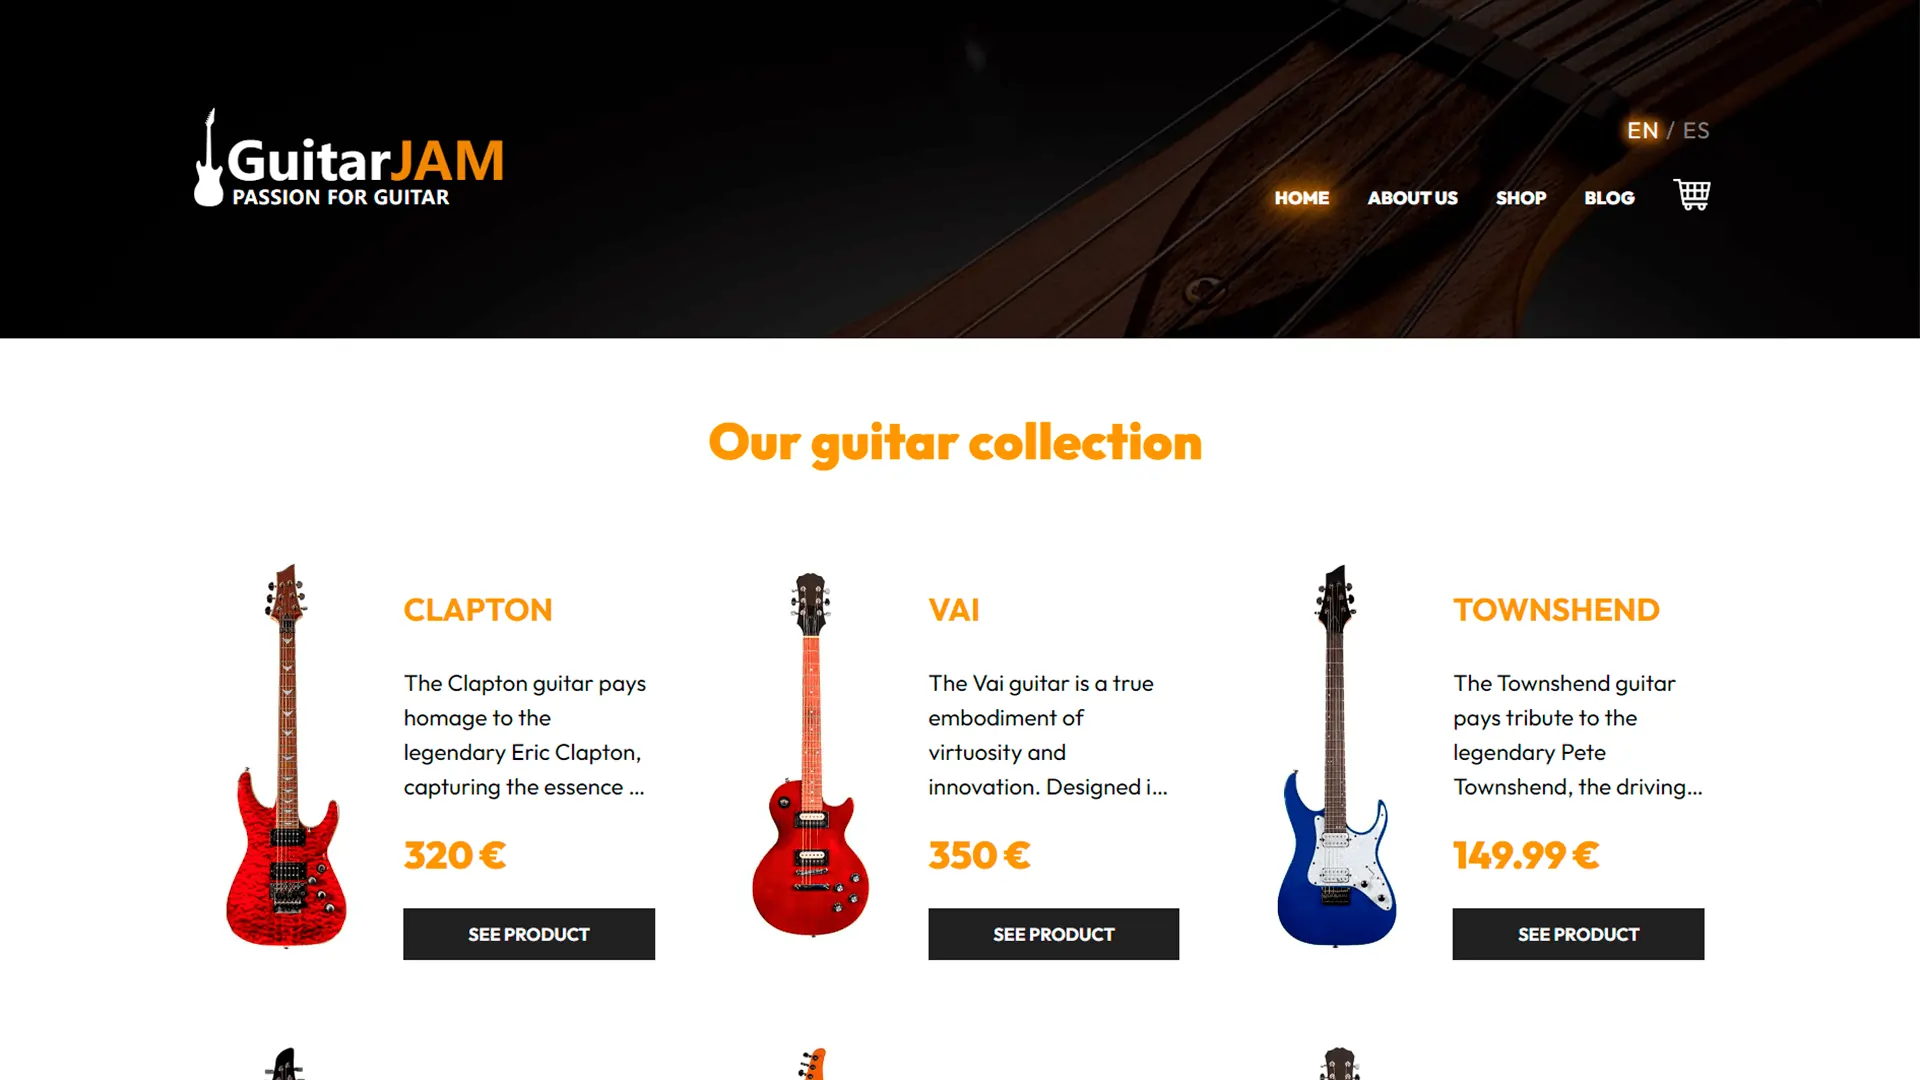 GuitarJAM
PASSION FOR GUITAR
EN / ES
HOME ABOUT US SHOP BLOG
Our guitar collection
CLAPTON
The Clapton guitar pays
homage to the
legendary Eric Clapton,
capturing the essence ...
320 €
SEE PRODUCT
VAI
The Vai guitar is a true
embodiment of
virtuosity and
innovation. Designed i...
350 €
SEE PRODUCT
TOWNSHEND
The Townshend guitar
pays tribute to the
legendary Pete
Townshend, the driving...
149.99 €
SEE PRODUCT